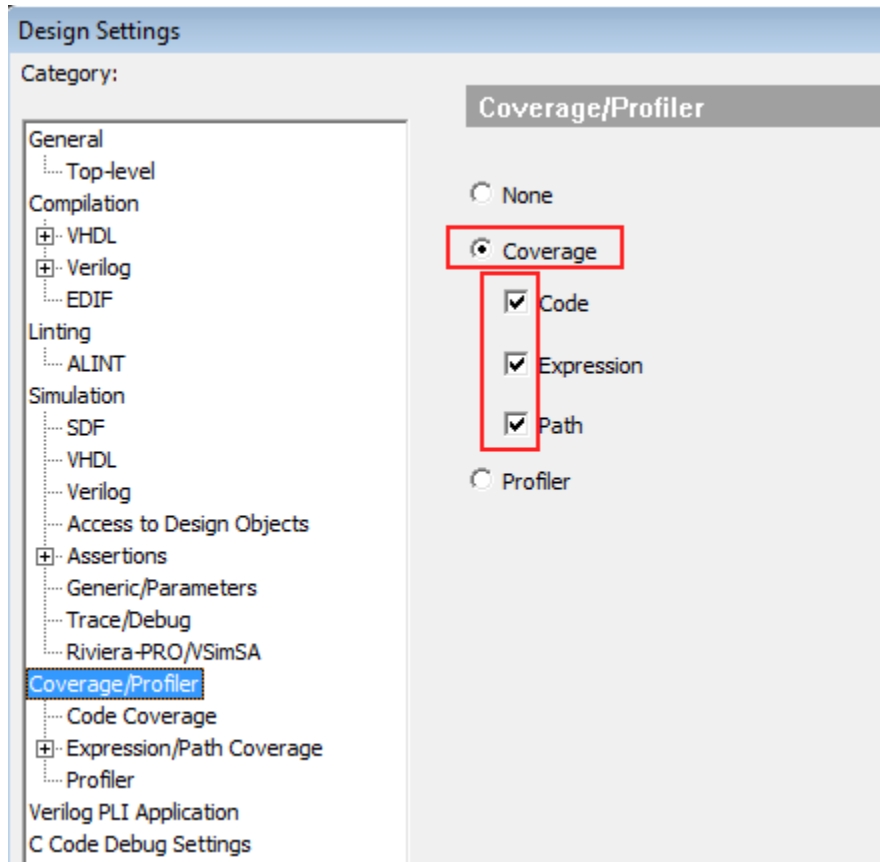 Design Settings
Category:
General
Top-level
Compilation
VHDL
Verilog
EDIF
Linting
ALINT
Simulation
SDF
VHDL
Verilog
Access to Design Objects
Assertions
Generic/Parameters
Trace/Debug
Riviera-PRO/VSimSA
Coverage/Profiler
Code Coverage
Expression/Path Coverage
Profiler
Verilog PLI Application
C Code Debug Settings
Coverage/Profiler
None
Coverage
Code
Expression
Path
Profiler